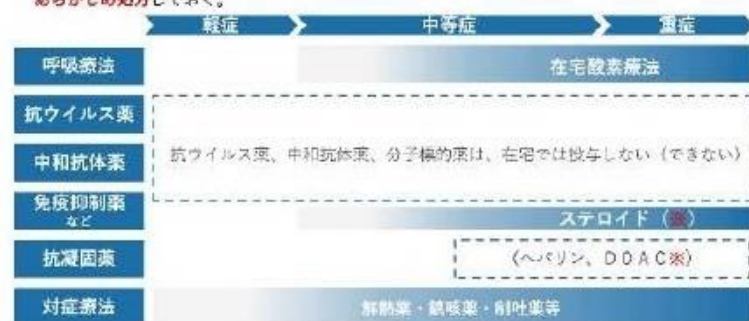 あらかじめ処方しておく。
軽症 中等症 重症
呼吸療法 在宅酸素療法
抗ウイルス薬
中和抗体薬 抗ウイルス薬、中和抗体薬、分子標的薬は、在宅では投与しない（できない）
免疫抑制薬
など
ステロイド（※）
抗凝固薬 （ヘパリン、DOAC※）
対症療法 解熱薬・鎮咳薬・制吐薬等